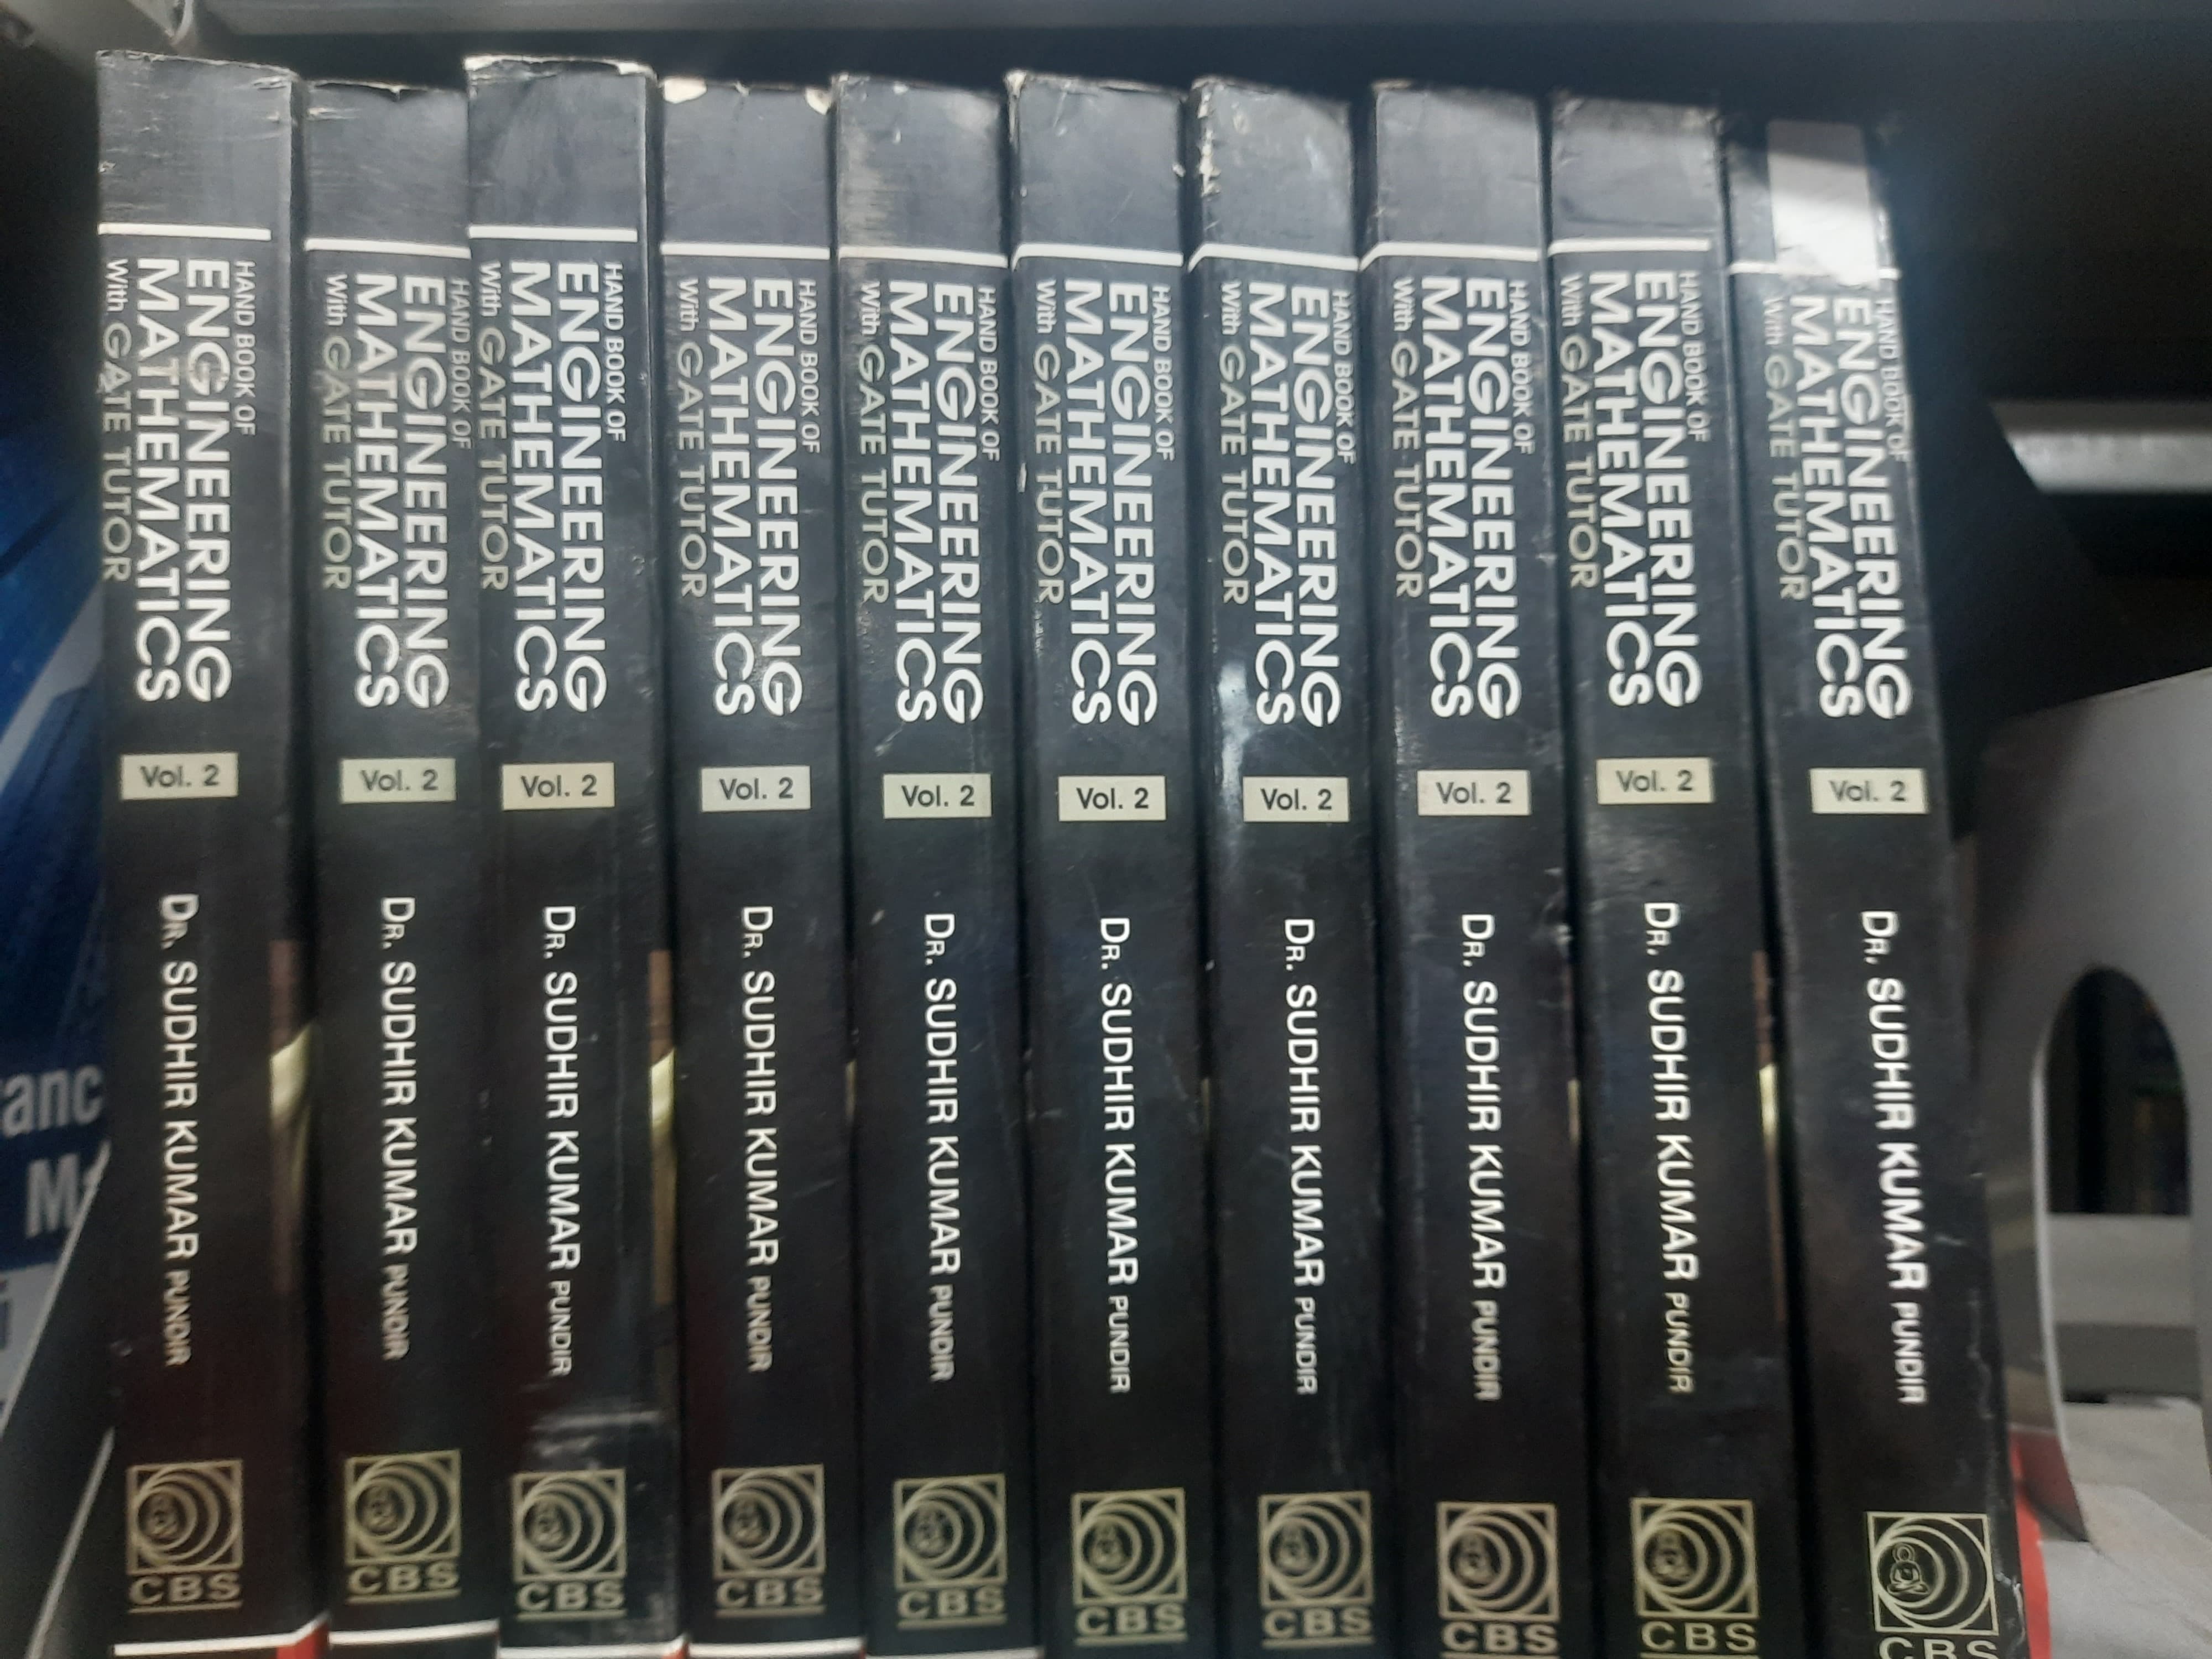 HAND BOOK OF
ENGINEERING
MATHEMATICS
With GATE TUTOR
Vol. 2
DR. SUDHIR KUMAR PUNDIR
CBS
HAND BOOK OF
ENGINEERING
MATHEMATICS
With GATE TUTOR
Vol. 2
DR. SUDHIR KUMAR PUNDIR
CBS
HAND BOOK OF
ENGINEERING
MATHEMATICS
With GATE TUTOR
Vol. 2
DR. SUDHIR KUMAR PUNDIR
CBS
HAND BOOK OF
ENGINEERING
MATHEMATICS
With GATE TUTOR
Vol. 2
DR. SUDHIR KUMAR PUNDIR
CBS
HAND BOOK OF
ENGINEERING
MATHEMATICS
With GATE TUTOR
Vol. 2
DR. SUDHIR KUMAR PUNDIR
CBS
HAND BOOK OF
ENGINEERING
MATHEMATICS
With GATE TUTOR
Vol. 2
DR. SUDHIR KUMAR PUNDIR
CBS
HAND BOOK OF
ENGINEERING
MATHEMATICS
With GATE TUTOR
Vol. 2
DR. SUDHIR KUMAR PUNDIR
CBS
HAND BOOK OF
ENGINEERING
MATHEMATICS
With GATE TUTOR
Vol. 2
DR. SUDHIR KUMAR PUNDIR
CBS
HAND BOOK OF
ENGINEERING
MATHEMATICS
With GATE TUTOR
Vol. 2
DR. SUDHIR KUMAR PUNDIR
CBS
HAND BOOK OF
ENGINEERING
MATHEMATICS
With GATE TUTOR
Vol. 2
DR. SUDHIR KUMAR PUNDIR
CBS